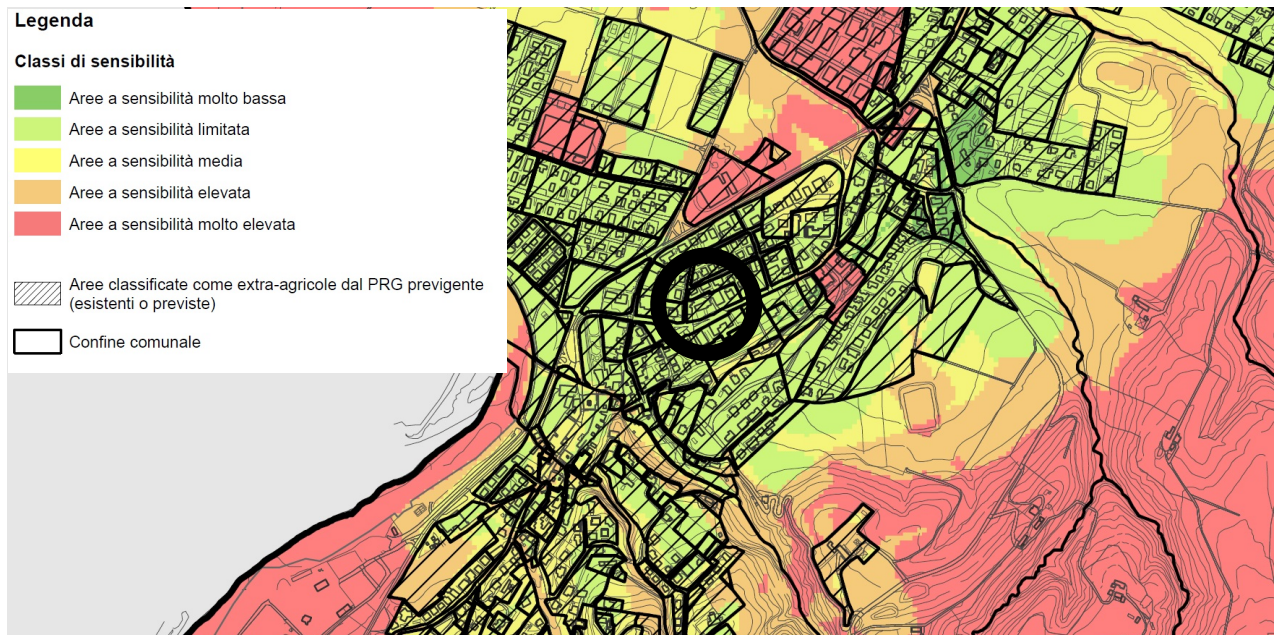 Legenda
Classi di sensibilità
Aree a sensibilità molto bassa
Aree a sensibilità limitata
Aree a sensibilità media
Aree a sensibilità elevata
Aree a sensibilità molto elevata
Aree classificate come extra-agricole dal PRG previgente
(esistenti o previste)
Confine comunale